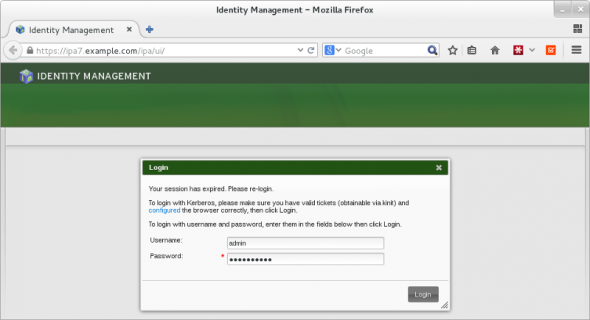 Identity Management - Mozilla Firefox
Identity Management
https://ipa7.example.com/ipa/ui/
Google
IDENTITY MANAGEMENT
Login
Your session has expired. Please re-login.
To login with Kerberos, please make sure you have valid tickets (obtainable via kinit) and
configured the browser correctly, then click Login.
To login with username and password, enter them in the fields below then click Login.
Username: admin
Password: * ●●●●●●●●●●
Login